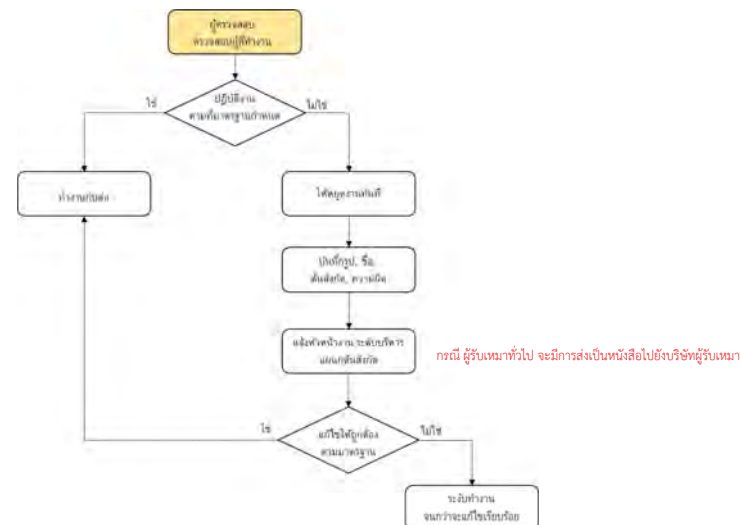 ผู้ตรวจสอบ
ตรวจสอบผู้ที่ทำงาน
ปฏิบัติงาน
ตามที่มาตรฐานกำหนด
ใช่
ไม่ใช่
ทำงานกันต่อ
ให้หยุดงานทันที
บันทึกรูป, ชื่อ,
ต้นสังกัด, ความผิด
แจ้งหัวหน้างาน ระดับบริหาร
แผนกต้นสังกัด
กรณี ผู้รับเหมาทั่วไป จะมีการส่งเป็นหนังสือไปยังบริษัทผู้รับเหมา
ใช่
แก้ไขให้ถูกต้อง
ตามมาตรฐาน
ไม่ใช่
ระงับทำงาน
จนกว่าจะแก้ไขเรียบร้อย